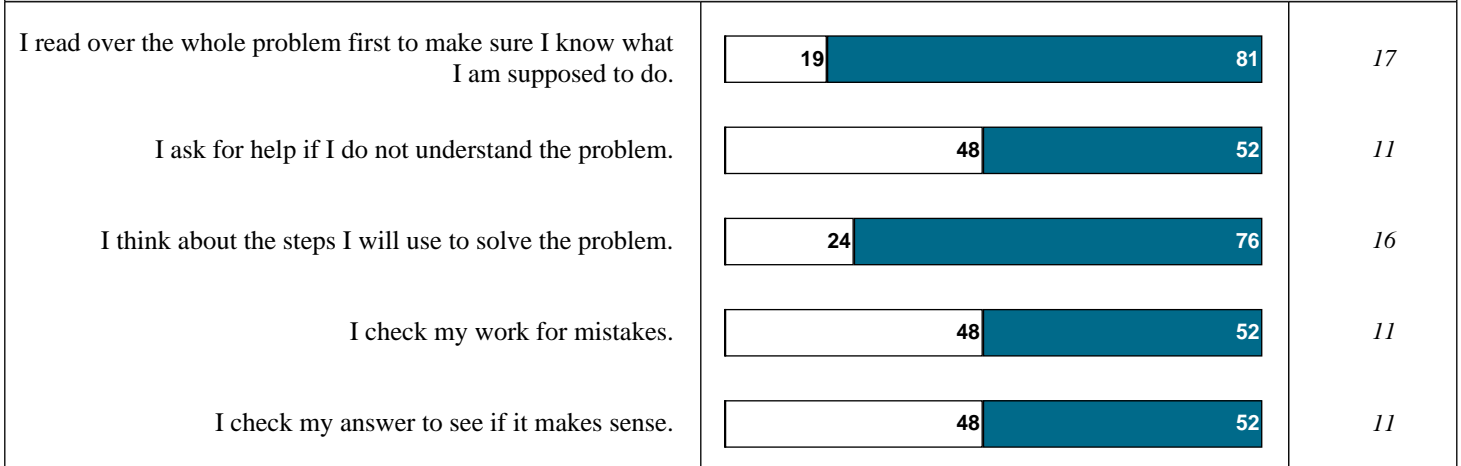 I read over the whole problem first to make sure I know what
I am supposed to do.
19 81 17
I ask for help if I do not understand the problem.
48 52 11
I think about the steps I will use to solve the problem.
24 76 16
I check my work for mistakes.
48 52 11
I check my answer to see if it makes sense.
48 52 11